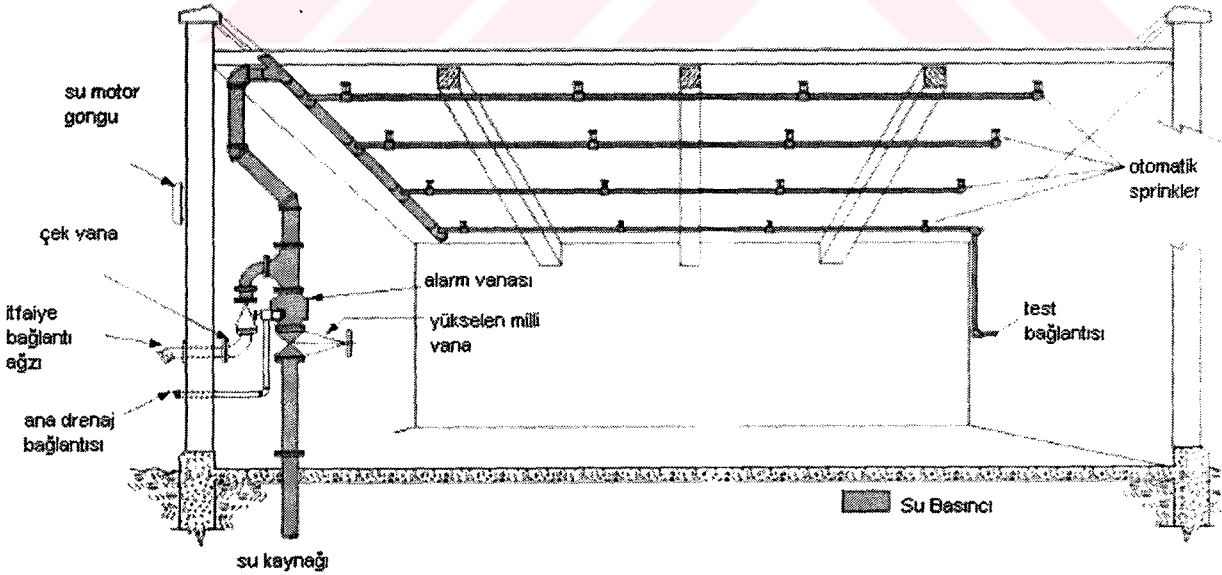 su motor
gongu
çek vana
itfaiye
bağlantı
ağzı
ana drenaj
bağlantısı
su kaynağı
alarm vanası
yükselen milli
vana
otomatik
sprinkler
test
bağlantısı
Su Basıncı